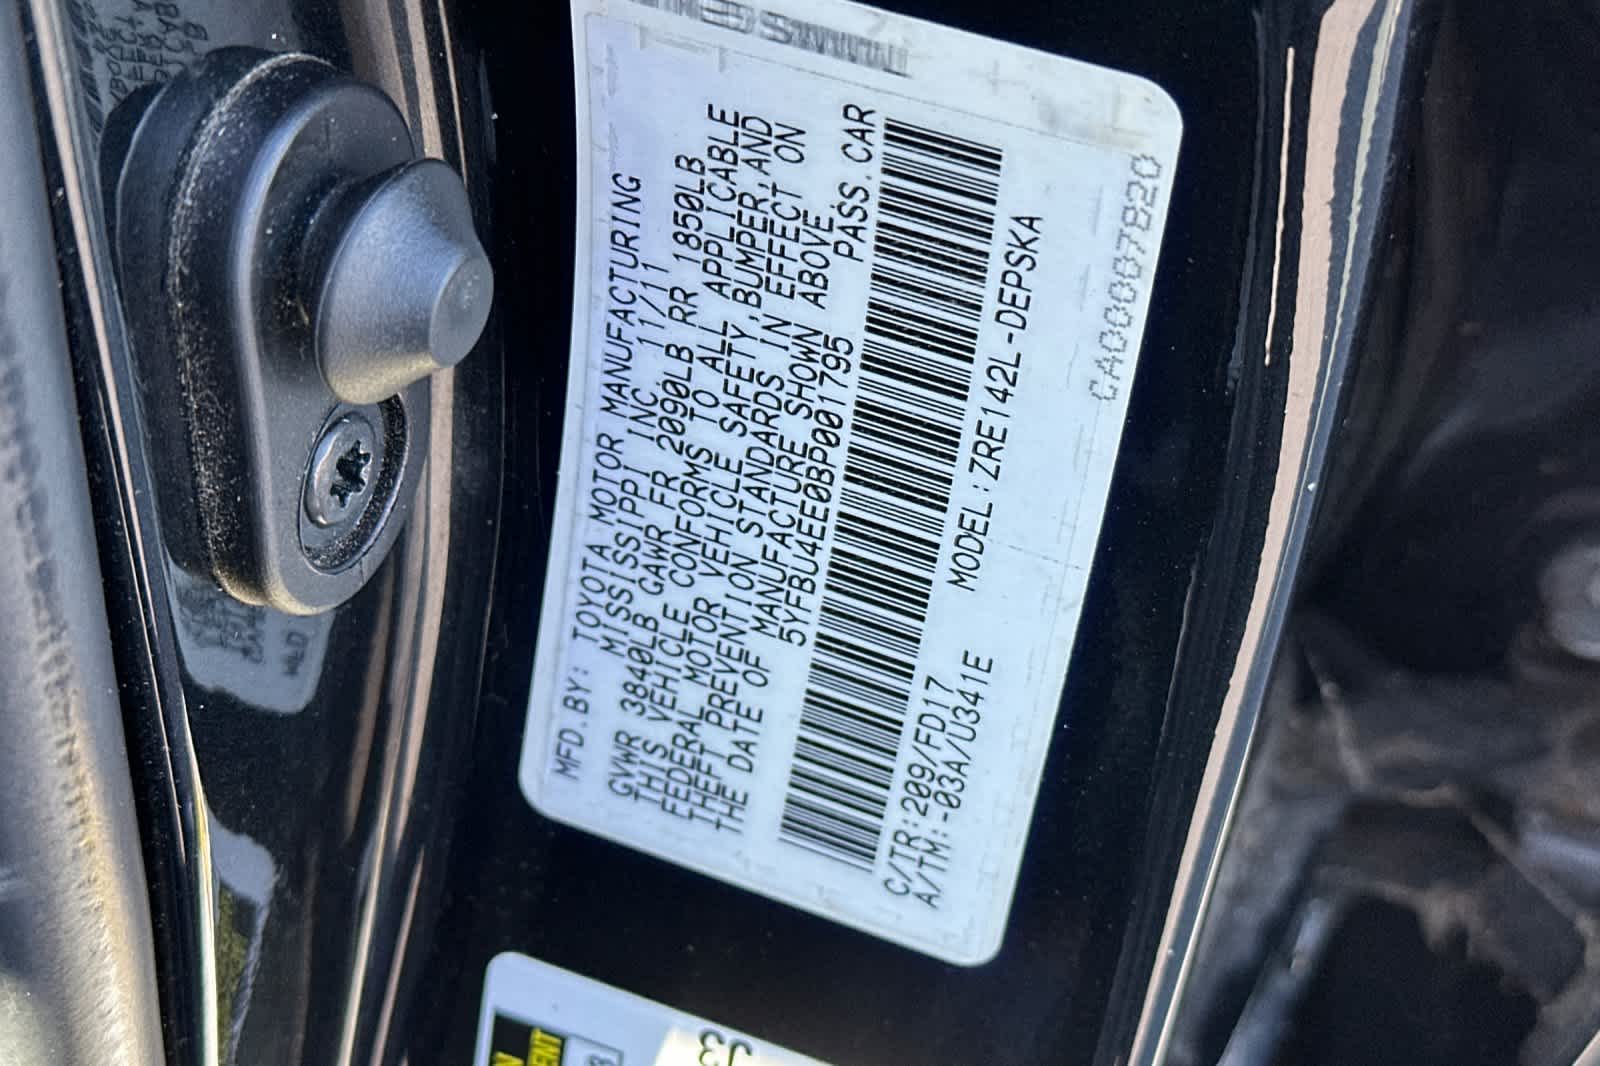 MFD.BY: TOYOTA MOTOR MANUFACTURING
MISSISSIPPI INC 11/11
GVWR 3840LB GAWR FR 2090LB RR 1850LB
THIS VEHICLE CONFORMS TO ALL APPLICABLE
FEDERAL MOTOR VEHICLE SAFETY,BUMPER,AND
THEFT PREVENTION STANDARDS IN EFFECT ON
THE DATE OF MANUFACTURE SHOWN ABOVE.
5YFBU4EE0BP001795 PASS.CAR
C/TR:209/FD17 MODEL:ZRE142L-DEPSKA
A/TM:-03A/U341E
CA00007B20
J3